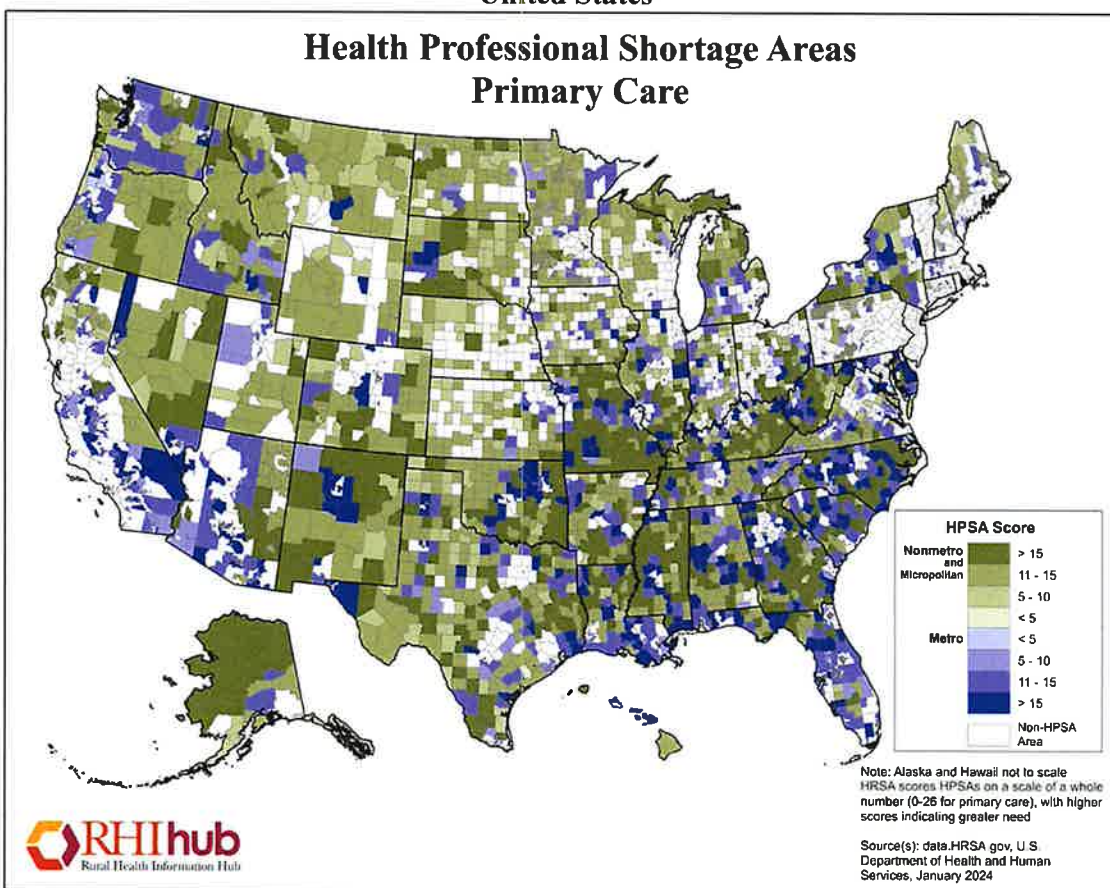 United States
Health Professional Shortage Areas
Primary Care
HPSA Score
Nonmetro
and
Micropolitan
> 15
11 - 15
5 - 10
< 5
Metro
< 5
5 - 10
11 - 15
> 15
Non-HPSA
Area
Note: Alaska and Hawaii not to scale
HRSA scores HPSAs on a scale of a whole
number (0-26 for primary care), with higher
scores indicating greater need
Source(s): data.HRSA gov, U.S.
Department of Health and Human
Services, January 2024
RHIhub
Rural Health Information Hub